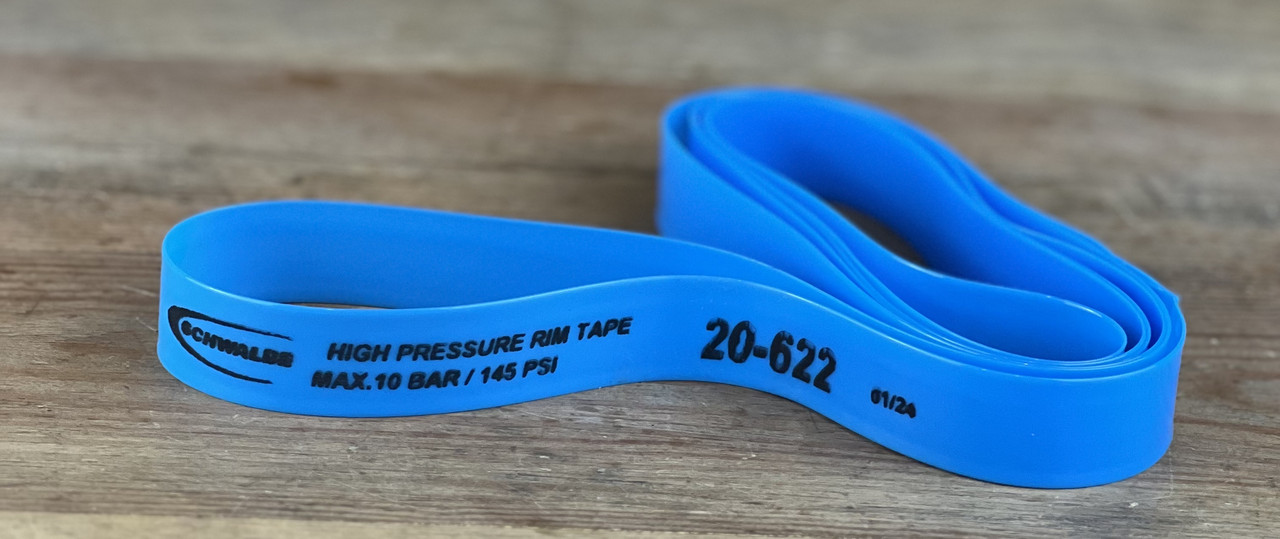 SCHWALBE
HIGH PRESSURE RIM TAPE
MAX.10 BAR / 145 PSI
20-622
01/24